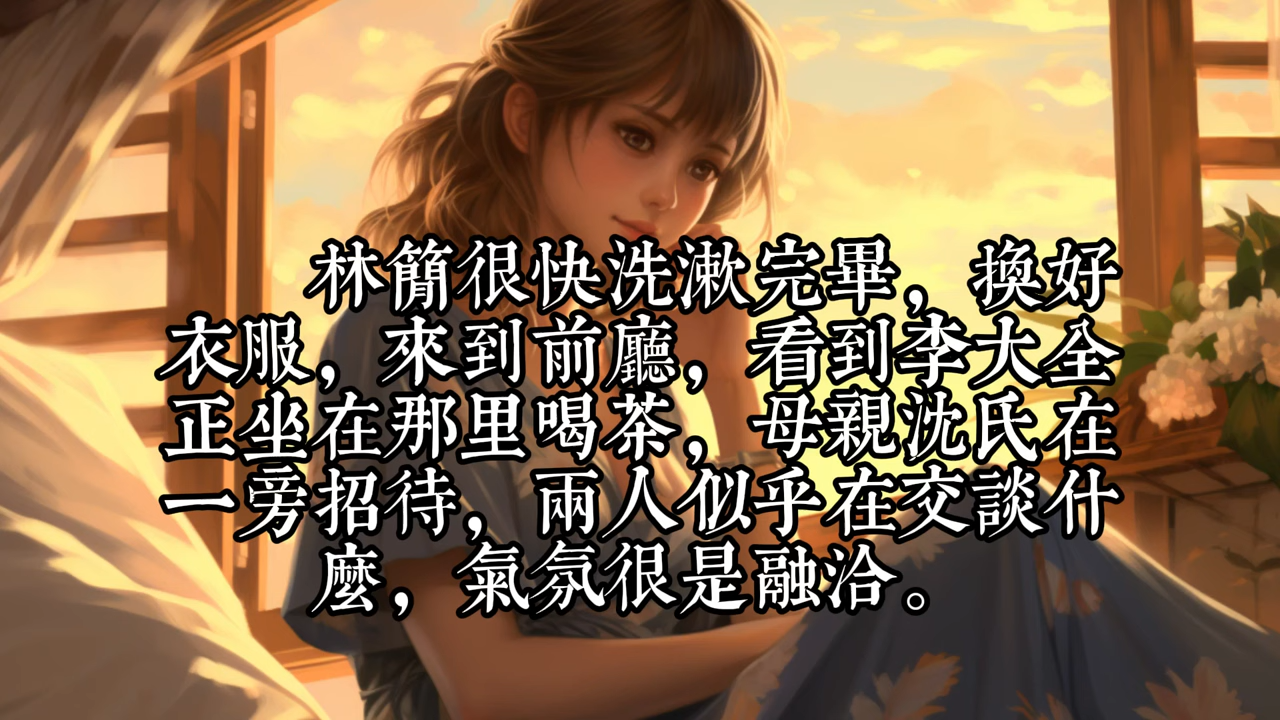 林簡很快洗漱完畢，換好
衣服，來到前廳，看到李大全
正坐在那里喝茶，母親沈氏在
一旁招待，兩人似乎在交談什
麼，氣氛很是融洽。